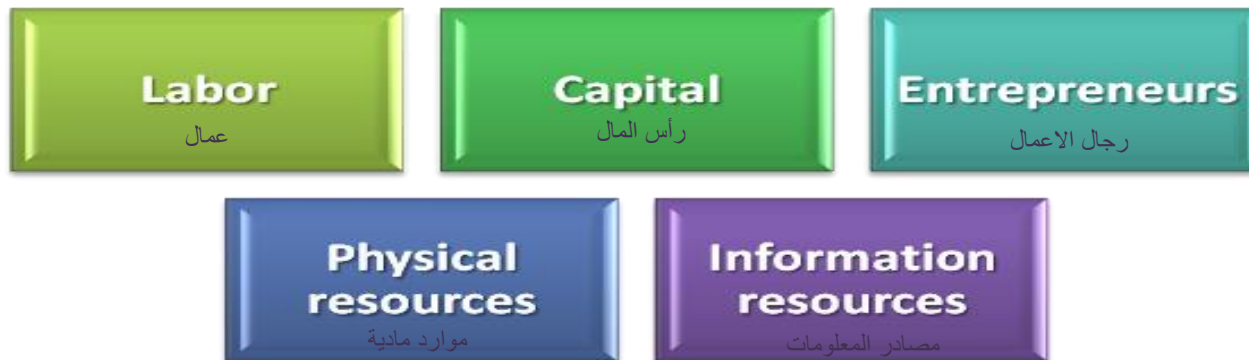 Labor
عمال
Capital
رأس المال
Entrepreneurs
رجال الاعمال
Physical
resources
موارد مادية
Information
resources
مصادر المعلومات